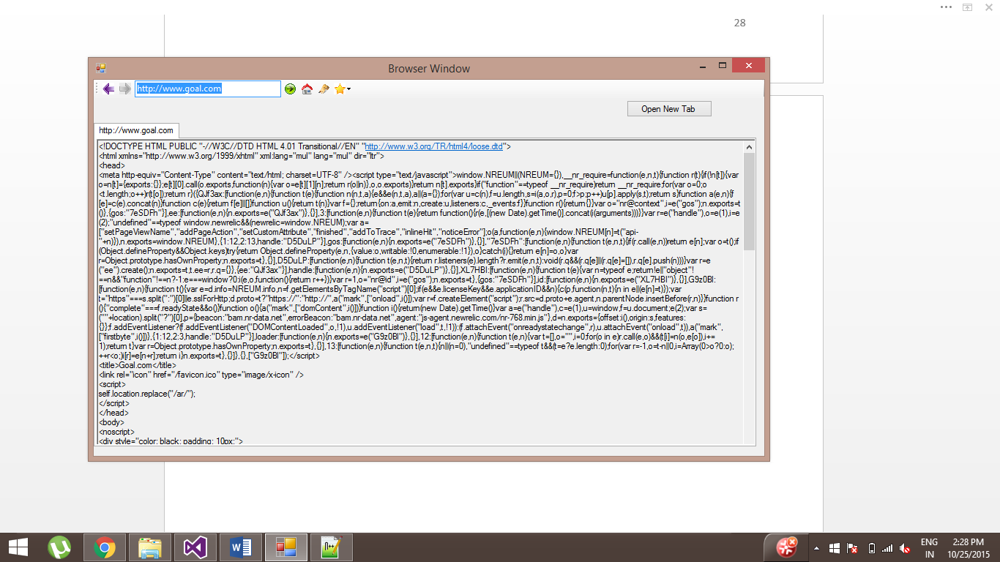 28
Browser Window
http://www.goal.com
Open New Tab
http://www.goal.com
<!DOCTYPE HTML PUBLIC "-//W3C//DTD HTML 4.01 Transitional//EN" "http://www.w3.org/TR/html4/loose.dtd">
<html xmlns="http://www.w3.org/1999/xhtml" xml:lang="mul" lang="mul" dir="ltr">
<head>
<meta http-equiv="Content-Type" content="text/html; charset=UTF-8" /><script type="text/javascript">window.NREUM||(NREUM={}),__nr_require=function(e,n,t){function r(t){if(!n[t]){var
o=n[t]={exports:{}};e[t][0].call(o.exports,function(n){var o=e[t][1][n];return r(o||n)},o,o.exports)}return n[t].exports}if("function"==typeof __nr_require)return __nr_require;for(var o=0;o
<t.length;o++)r(t[o]);return r}({QJf3ax:[function(e,n){function t(e){function n(n,t,a){e&&e(n,t,a),a||(a={});for(var u=c(n),f=u.length,s=i(a,o,r),p=0;f>p;p++)u[p].apply(s,t);return s}function a(e,n){f
[e]=c(e).concat(n)}function c(e){return f[e]||[]}function u(){return t(n)}var f={};return{on:a,emit:n,create:u,listeners:c,_events:f}}function r(){return{}}var o="nr@context",i=e("gos");n.exports=t
()},{gos:"7eSDFh"}],ee:[function(e,n){n.exports=e("QJf3ax")},{}],3:[function(e,n){function t(e){return function(){r(e,[(new Date).getTime()].concat(i(arguments)))}}var r=e("handle"),o=e(1),i=e
(2);"undefined"==typeof window.newrelic&&(newrelic=window.NREUM);var a=
["setPageViewName","addPageAction","setCustomAttribute","finished","addToTrace","inlineHit","noticeError"];o(a,function(e,n){window.NREUM[n]=t("api-
"+n)}),n.exports=window.NREUM},{1:12,2:13,handle:"D5DuLP"}],gos:[function(e,n){n.exports=e("7eSDFh")},{}],"7eSDFh":[function(e,n){function t(e,n,t){if(r.call(e,n))return e[n];var o=t();if
(Object.defineProperty&&Object.keys)try{return Object.defineProperty(e,n,{value:o,writable:!0,enumerable:!1}),o}catch(i){}return e[n]=o,o}var
r=Object.prototype.hasOwnProperty;n.exports=t},{}],D5DuLP:[function(e,n){function t(e,n,t){return r.listeners(e).length?r.emit(e,n,t):void(r.q&&(r.q[e]||(r.q[e]=[]),r.q[e].push(n)))}var r=e
("ee").create();n.exports=t,t.ee=r,r.q={}},{ee:"QJf3ax"}],handle:[function(e,n){n.exports=e("D5DuLP")},{}],XL7HBI:[function(e,n){function t(e){var n=typeof e;return!e||"object"!
==n&&"function"!==n?-1:e===window?0:i(e,o,function(){return r++})}var r=1,o="nr@id",i=e("gos");n.exports=t},{gos:"7eSDFh"}],id:[function(e,n){n.exports=e("XL7HBI")},{}],G9z0Bl:
[function(e,n){function t(){var e=d.info=NREUM.info,n=f.getElementsByTagName("script")[0];if(e&&e.licenseKey&&e.applicationID&&n){c(p,function(n,t){n in e||(e[n]=t)});var
t="https"===s.split(":")[0]||e.sslForHttp;d.proto=t?"https://":"http://",a("mark",["onload",i()]);var r=f.createElement("script");r.src=d.proto+e.agent,n.parentNode.insertBefore(r,n)}}function r
(){"complete"===f.readyState&&o()}function o(){a("mark",["domContent",i()])}function i(){return(new Date).getTime()}var a=e("handle"),c=e(1),u=window,f=u.document;e(2);var s=
(""+location).split("?")[0],p={beacon:"bam.nr-data.net",errorBeacon:"bam.nr-data.net",agent:"js-agent.newrelic.com/nr-768.min.js"},d=n.exports={offset:i(),origin:s,features:
{}};f.addEventListener?(f.addEventListener("DOMContentLoaded",o,!1),u.addEventListener("load",t,!1)):(f.attachEvent("onreadystatechange",r),u.attachEvent("onload",t)),a("mark",
["firstbyte",i()])},{1:12,2:13,handle:"D5DuLP"}],loader:[function(e,n){n.exports=e("G9z0Bl")},{}],12:[function(e,n){function t(e,n){var t=[],o="",i=0;for(o in e)r.call(e,o)&&(t[i]=n(o,e[o]),i+=
1);return t}var r=Object.prototype.hasOwnProperty;n.exports=t},{}],13:[function(e,n){function t(e,n,t){n||(n=0),"undefined"==typeof t&&(t=e?e.length:0);for(var r=-1,o=t-n||0,i=Array(0>o?0:o);
++r<o;)i[r]=e[n+r];return i}n.exports=t},{}]},{},["G9z0Bl"]);</script>
<title>Goal.com</title>
<link rel="icon" href="/favicon.ico" type="image/x-icon" />
<script>
self.location.replace("/ar/");
</script>
</head>
<body>
<noscript>
<div style="color: black; padding: 10px;">
ENG
2:28 PM
IN
10/25/2015